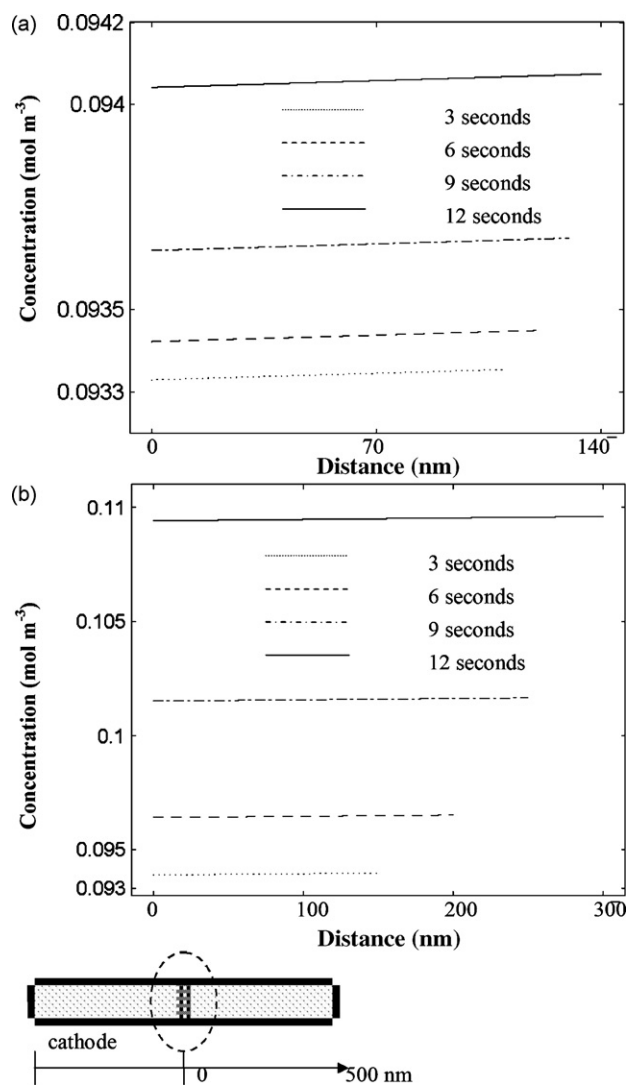 (a)
0.0942
0.094
0.0935
0.0933
Concentration (mol m-3)
3 seconds
6 seconds
9 seconds
12 seconds
0 70 140
Distance (nm)
(b)
0.11
0.105
0.1
0.095
0.093
Concentration (mol m-3)
3 seconds
6 seconds
9 seconds
12 seconds
0 100 200 300
Distance (nm)
cathode
0 500 nm